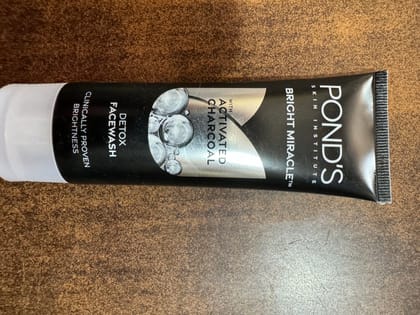 POND'S
SKIN INSTITUTE
BRIGHT MIRACLE™
WITH
ACTIVATED
CHARCOAL
DETOX
FACEWASH
CLINICALLY PROVEN
BRIGHTNESS